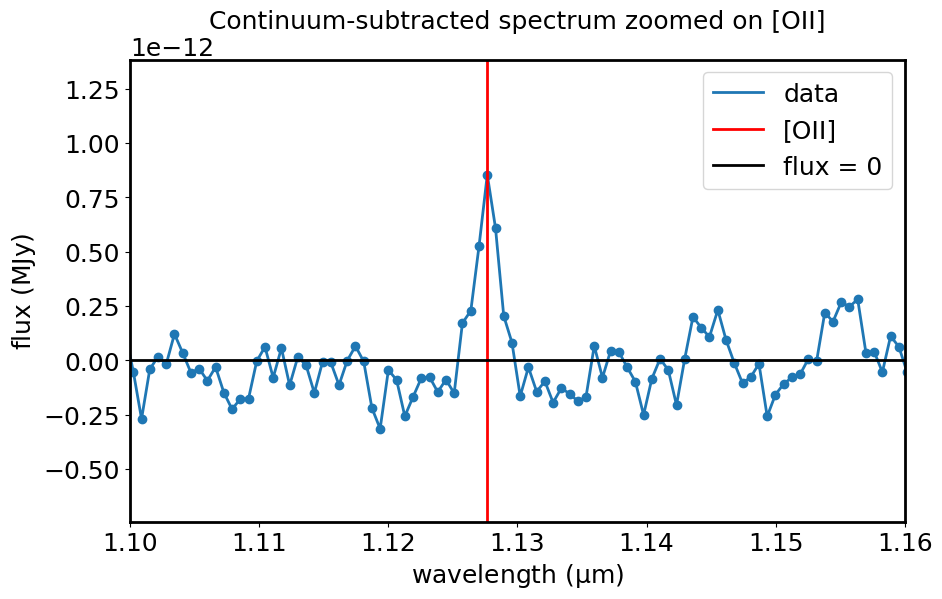 Continuum-subtracted spectrum zoomed on [OII]
1e−12
1.25
1.00
0.75
0.50
0.25
0.00
−0.25
−0.50
flux (MJy)
data
[OII]
flux = 0
1.10 1.11 1.12 1.13 1.14 1.15 1.16
wavelength (μm)